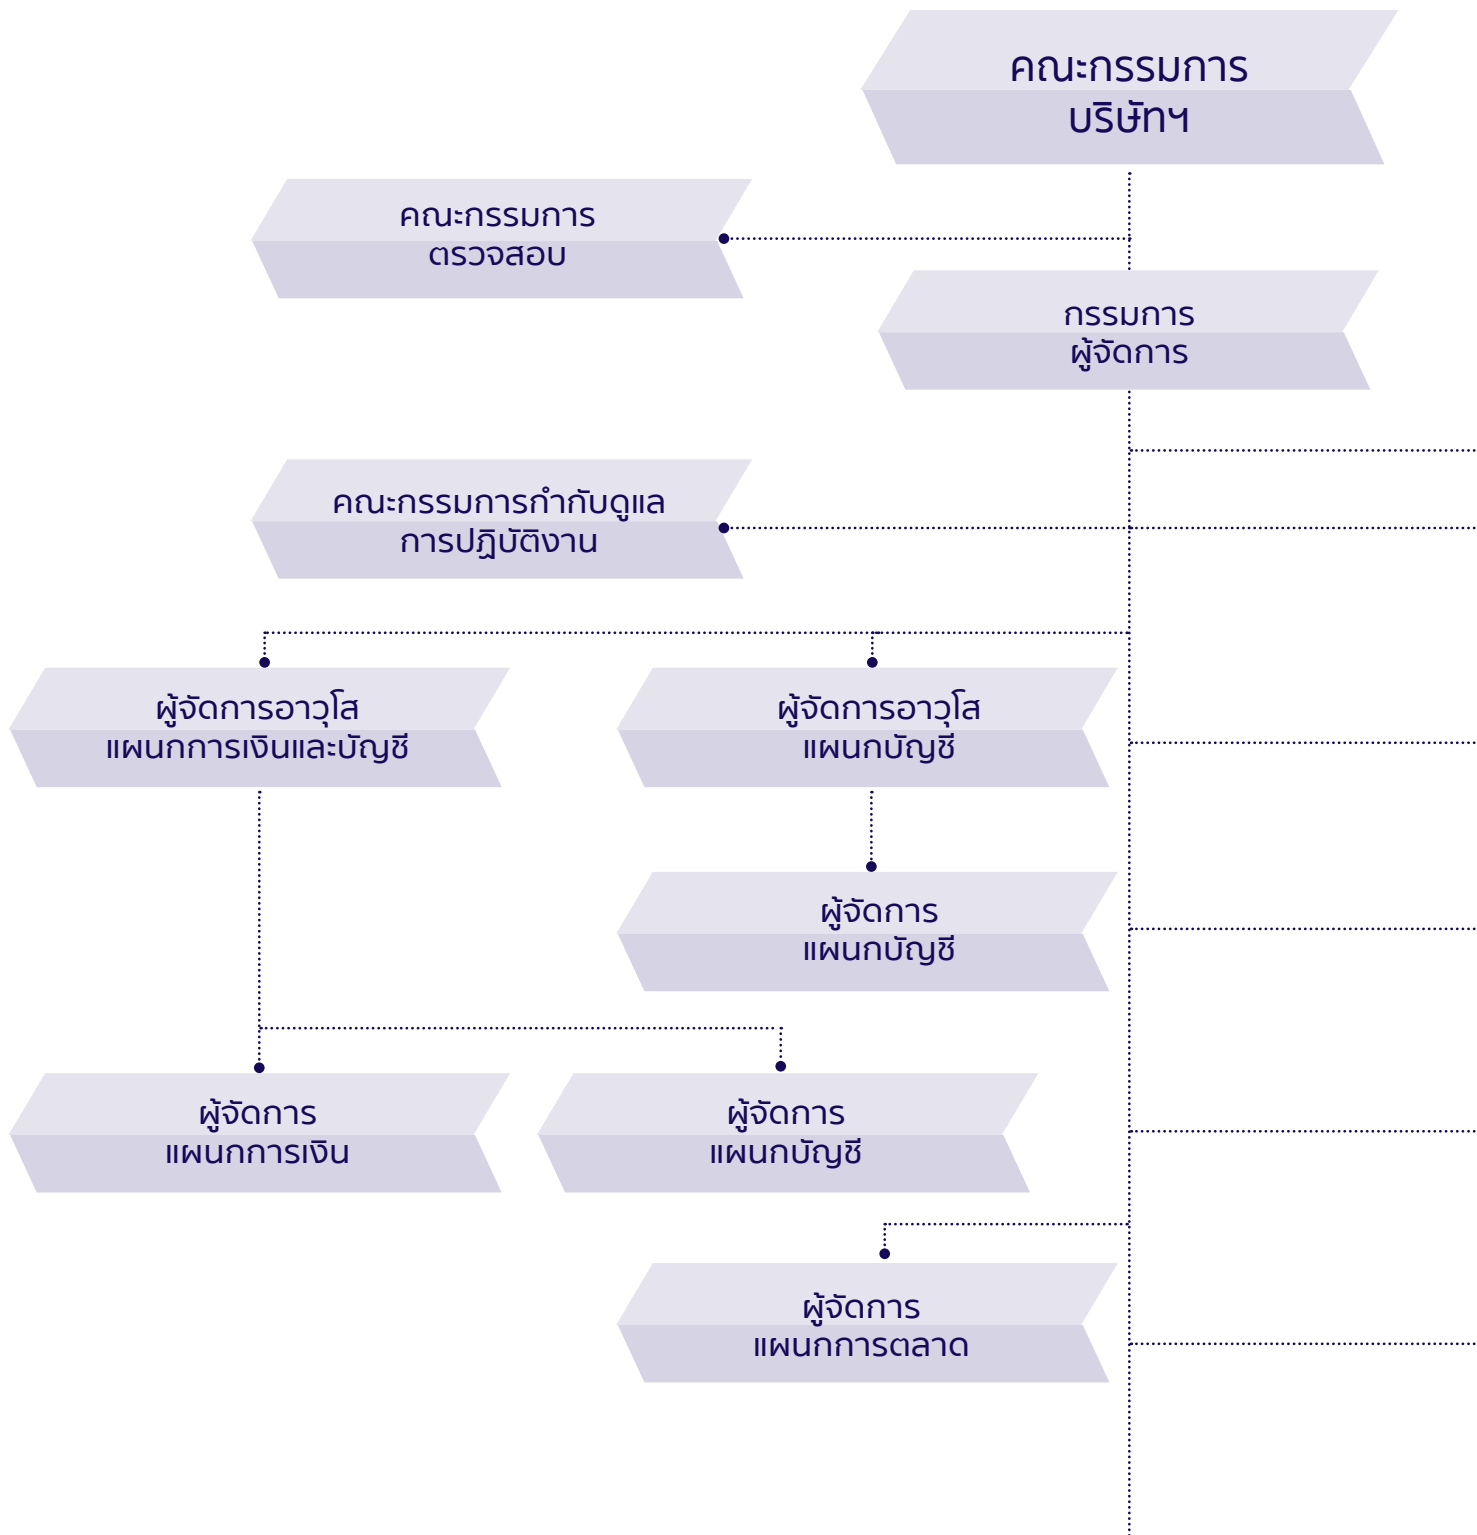 คณะกรรมการ
บริษัทฯ
คณะกรรมการ
ตรวจสอบ
กรรมการ
ผู้จัดการ
คณะกรรมการกำกับดูแล
การปฏิบัติงาน
ผู้จัดการอาวุโส
แผนกการเงินและบัญชี
ผู้จัดการอาวุโส
แผนกบัญชี
ผู้จัดการ
แผนกบัญชี
ผู้จัดการ
แผนกการเงิน
ผู้จัดการ
แผนกบัญชี
ผู้จัดการ
แผนกการตลาด